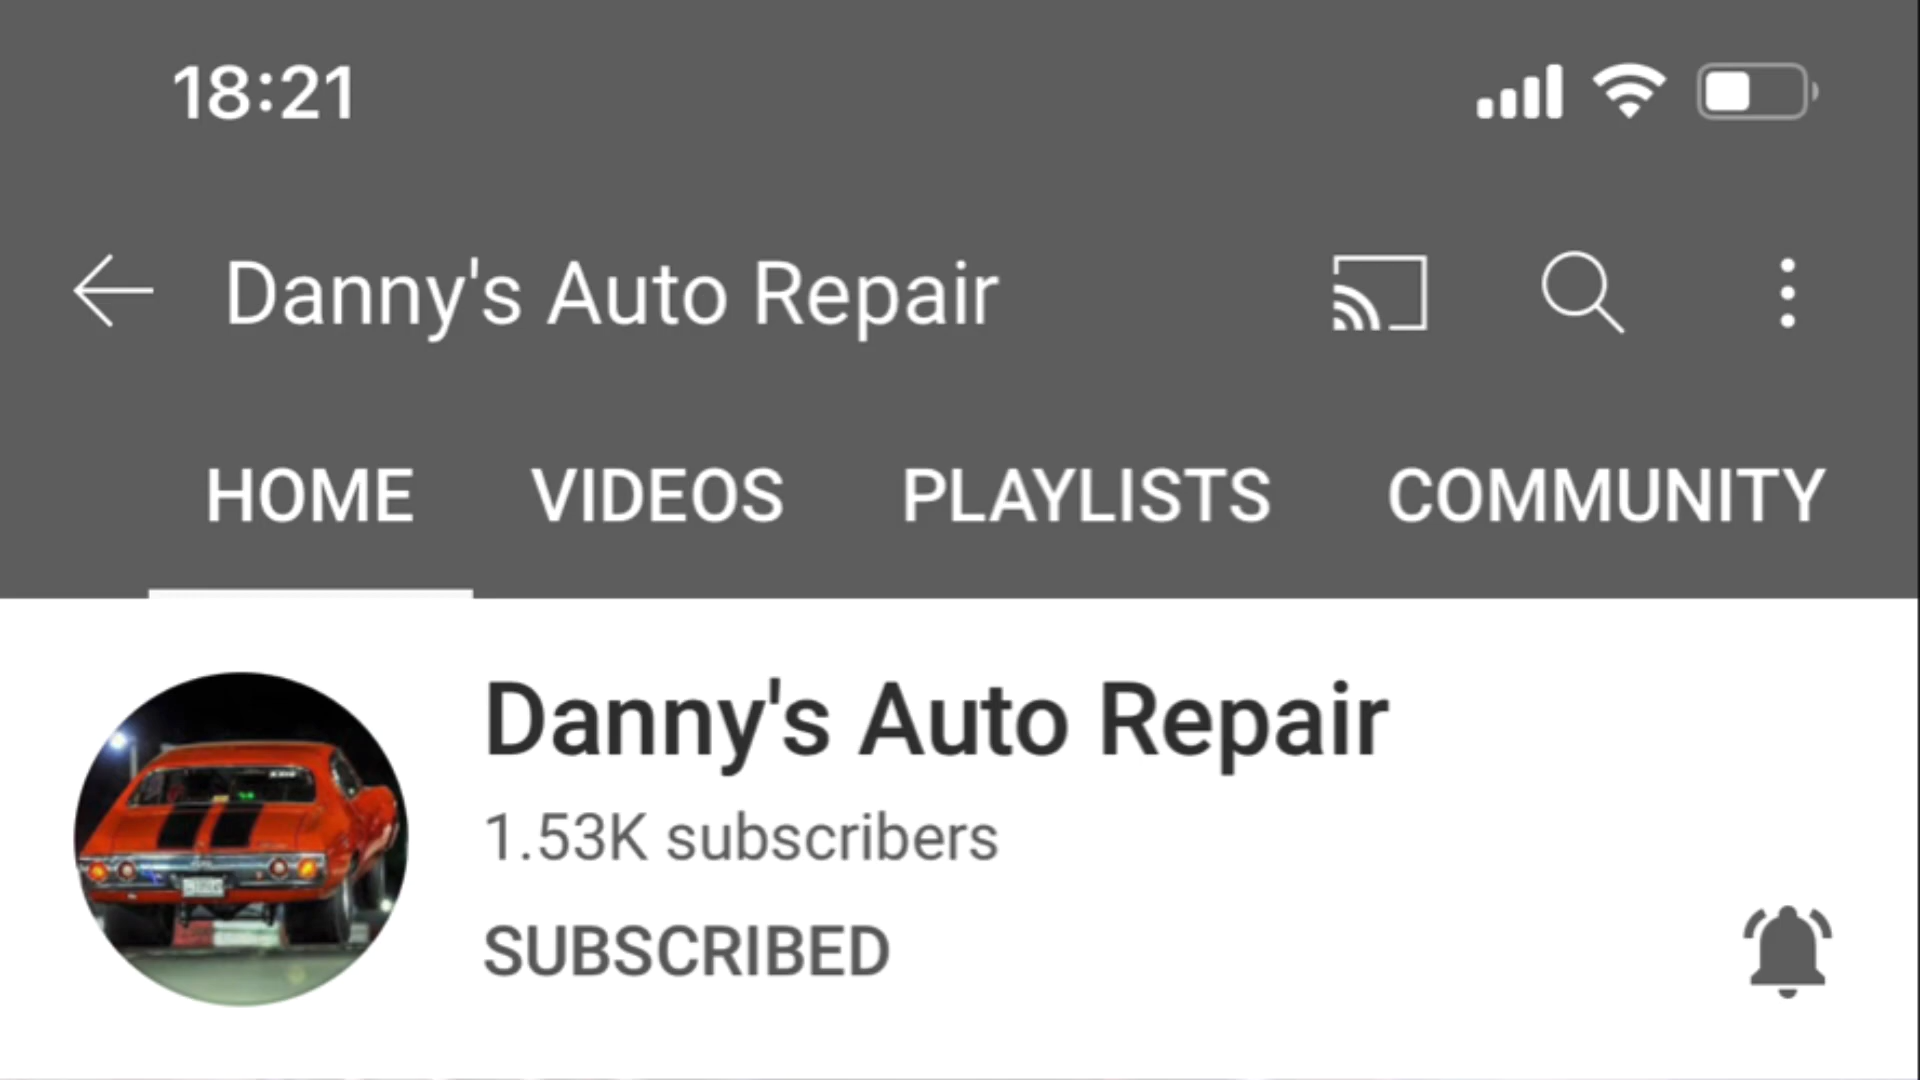 18:21
Danny's Auto Repair
HOME VIDEOS PLAYLISTS COMMUNITY
Danny's Auto Repair
1.53K subscribers
SUBSCRIBED